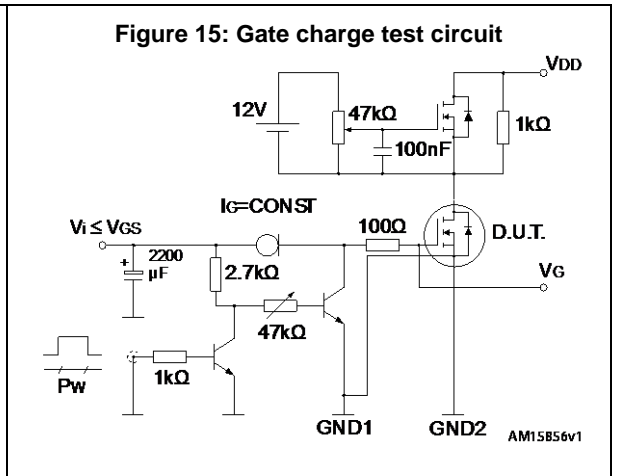 Figure 15: Gate charge test circuit
VDD
12V
47kΩ
1kΩ
100nF
IG=CONST
Vi ≤ VGS
100Ω
D.U.T.
2200
+
µF
2.7kΩ
VG
47kΩ
1kΩ
Pw
GND1
GND2
AM15856v1